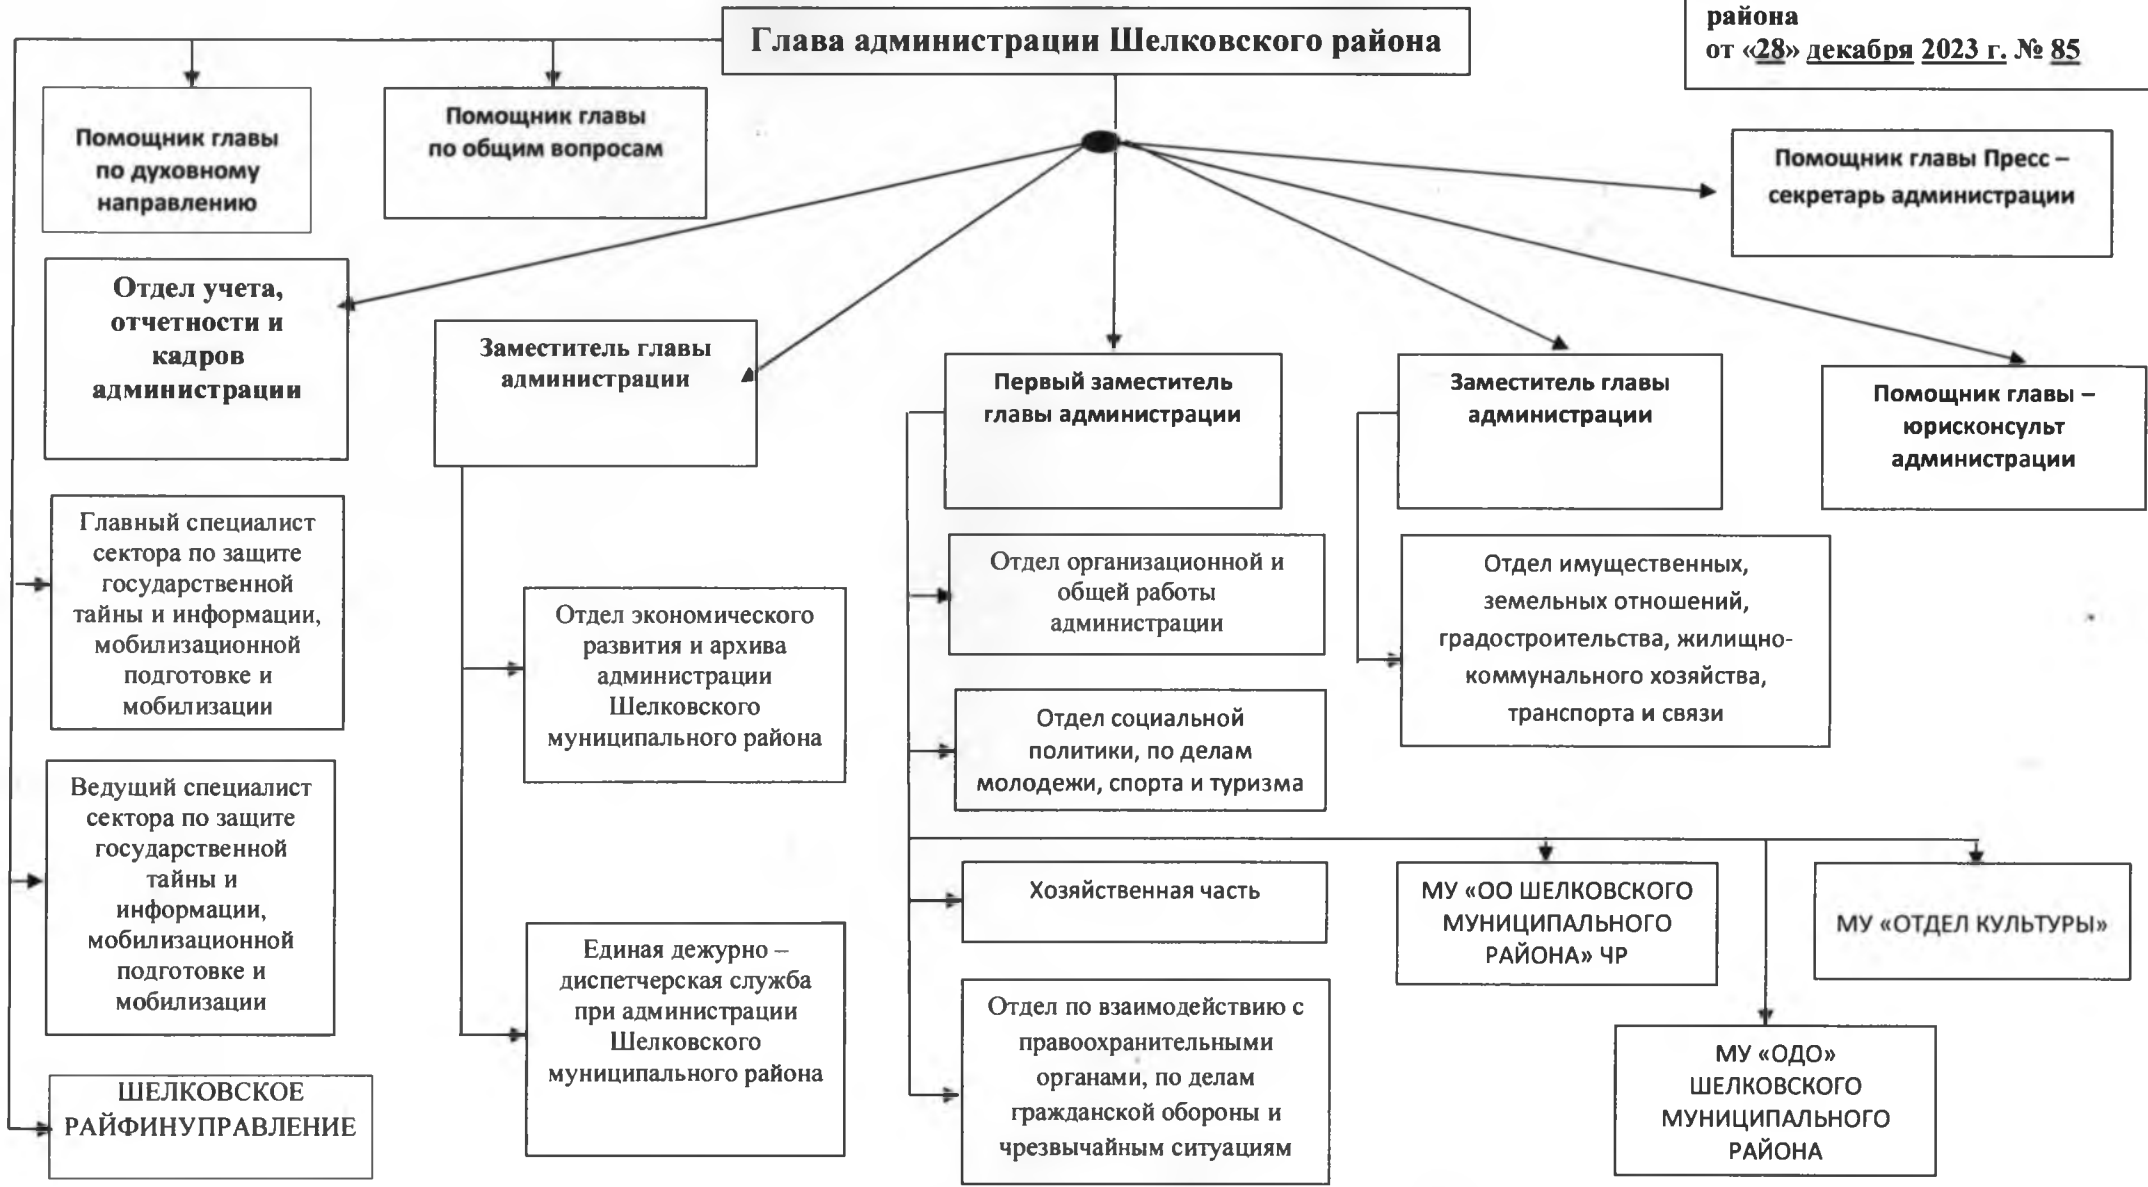 Глава администрации Шелковского района
района
от «28» декабря 2023 г. № 85
Помощник главы
по духовному
направлению
Помощник главы
по общим вопросам
Помощник главы Пресс –
секретарь администрации
Отдел учета,
отчетности и
кадров
администрации
Заместитель главы
администрации
Первый заместитель
главы администрации
Заместитель главы
администрации
Помощник главы –
юрисконсульт
администрации
Главный специалист
сектора по защите
государственной
тайны и информации,
мобилизационной
подготовке и
мобилизации
Отдел экономического
развития и архива
администрации
Шелковского
муниципального района
Отдел организационной и
общей работы
администрации
Отдел имущественных,
земельных отношений,
градостроительства, жилищно-
коммунального хозяйства,
транспорта и связи
Отдел социальной
политики, по делам
молодежи, спорта и туризма
Ведущий специалист
сектора по защите
государственной
тайны и
информации,
мобилизационной
подготовке и
мобилизации
Единая дежурно –
диспетчерская служба
при администрации
Шелковского
муниципального района
Хозяйственная часть
МУ «ОО ШЕЛКОВСКОГО
МУНИЦИПАЛЬНОГО
РАЙОНА» ЧР
МУ «ОТДЕЛ КУЛЬТУРЫ»
Отдел по взаимодействию с
правоохранительными
органами, по делам
гражданской обороны и
чрезвычайным ситуациям
МУ «ОДО»
ШЕЛКОВСКОГО
МУНИЦИПАЛЬНОГО
РАЙОНА
ШЕЛКОВСКОЕ
РАЙФИНУПРАВЛЕНИЕ